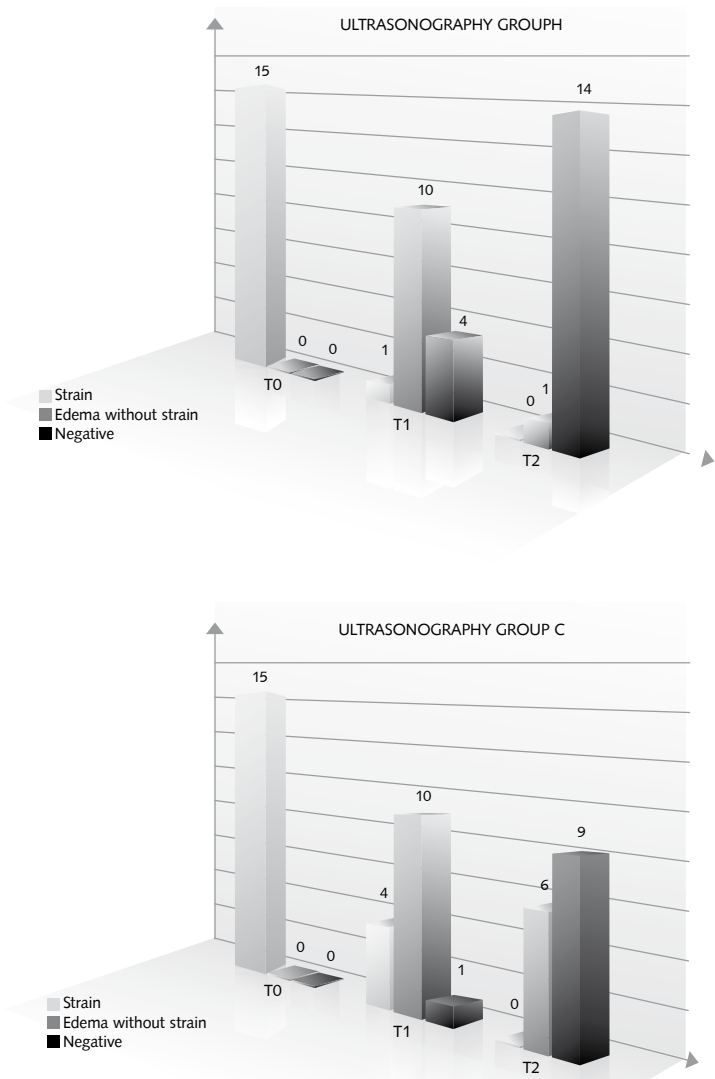 ULTRASONOGRAPHY GROUPH
15
14
10
4
1
0
0
1
0
T0
T1
T2
Strain
Edema without strain
Negative
ULTRASONOGRAPHY GROUP C
15
10
9
4
6
0
0
1
0
T0
T1
T2
Strain
Edema without strain
Negative